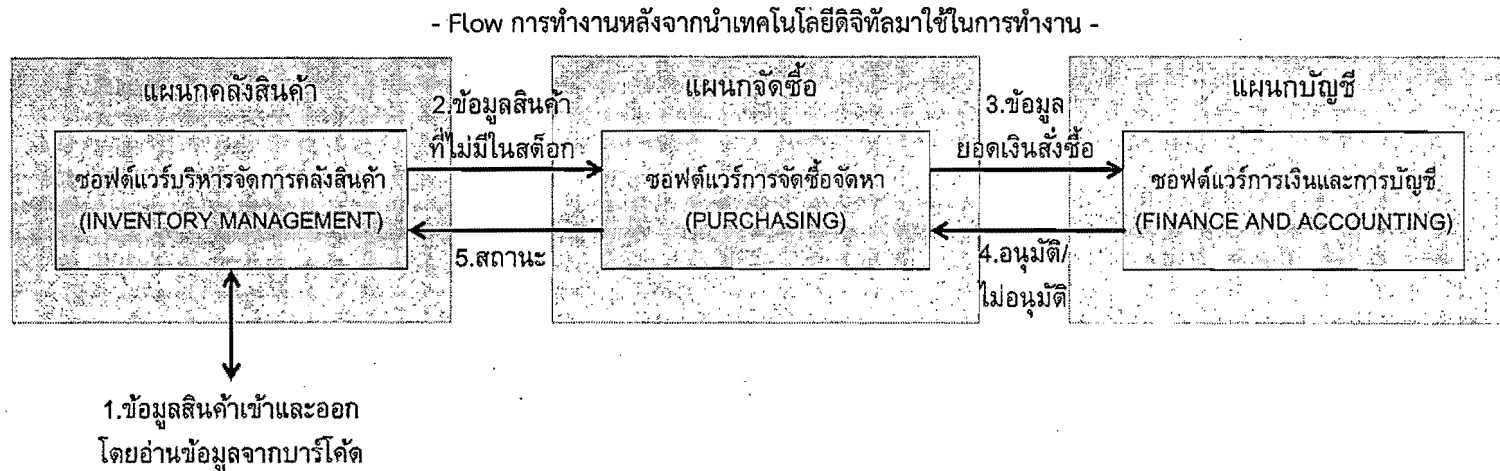 - Flow การทำงานหลังจากนำเทคโนโลยีดิจิทัลมาใช้ในการทำงาน -
แผนกคลังสินค้า
2.ข้อมูลสินค้า
ที่ไม่มีในสต็อก
แผนกจัดซื้อ
3.ข้อมูล
ยอดเงินสั่งซื้อ
แผนกบัญชี
ซอฟต์แวร์บริหารจัดการคลังสินค้า
(INVENTORY MANAGEMENT)
ซอฟต์แวร์การจัดซื้อจัดหา
(PURCHASING)
ซอฟต์แวร์การเงินและการบัญชี
(FINANCE AND ACCOUNTING)
5.สถานะ
4.อนุมัติ/
ไม่อนุมัติ
1.ข้อมูลสินค้าเข้าและออก
โดยอ่านข้อมูลจากบาร์โค้ด